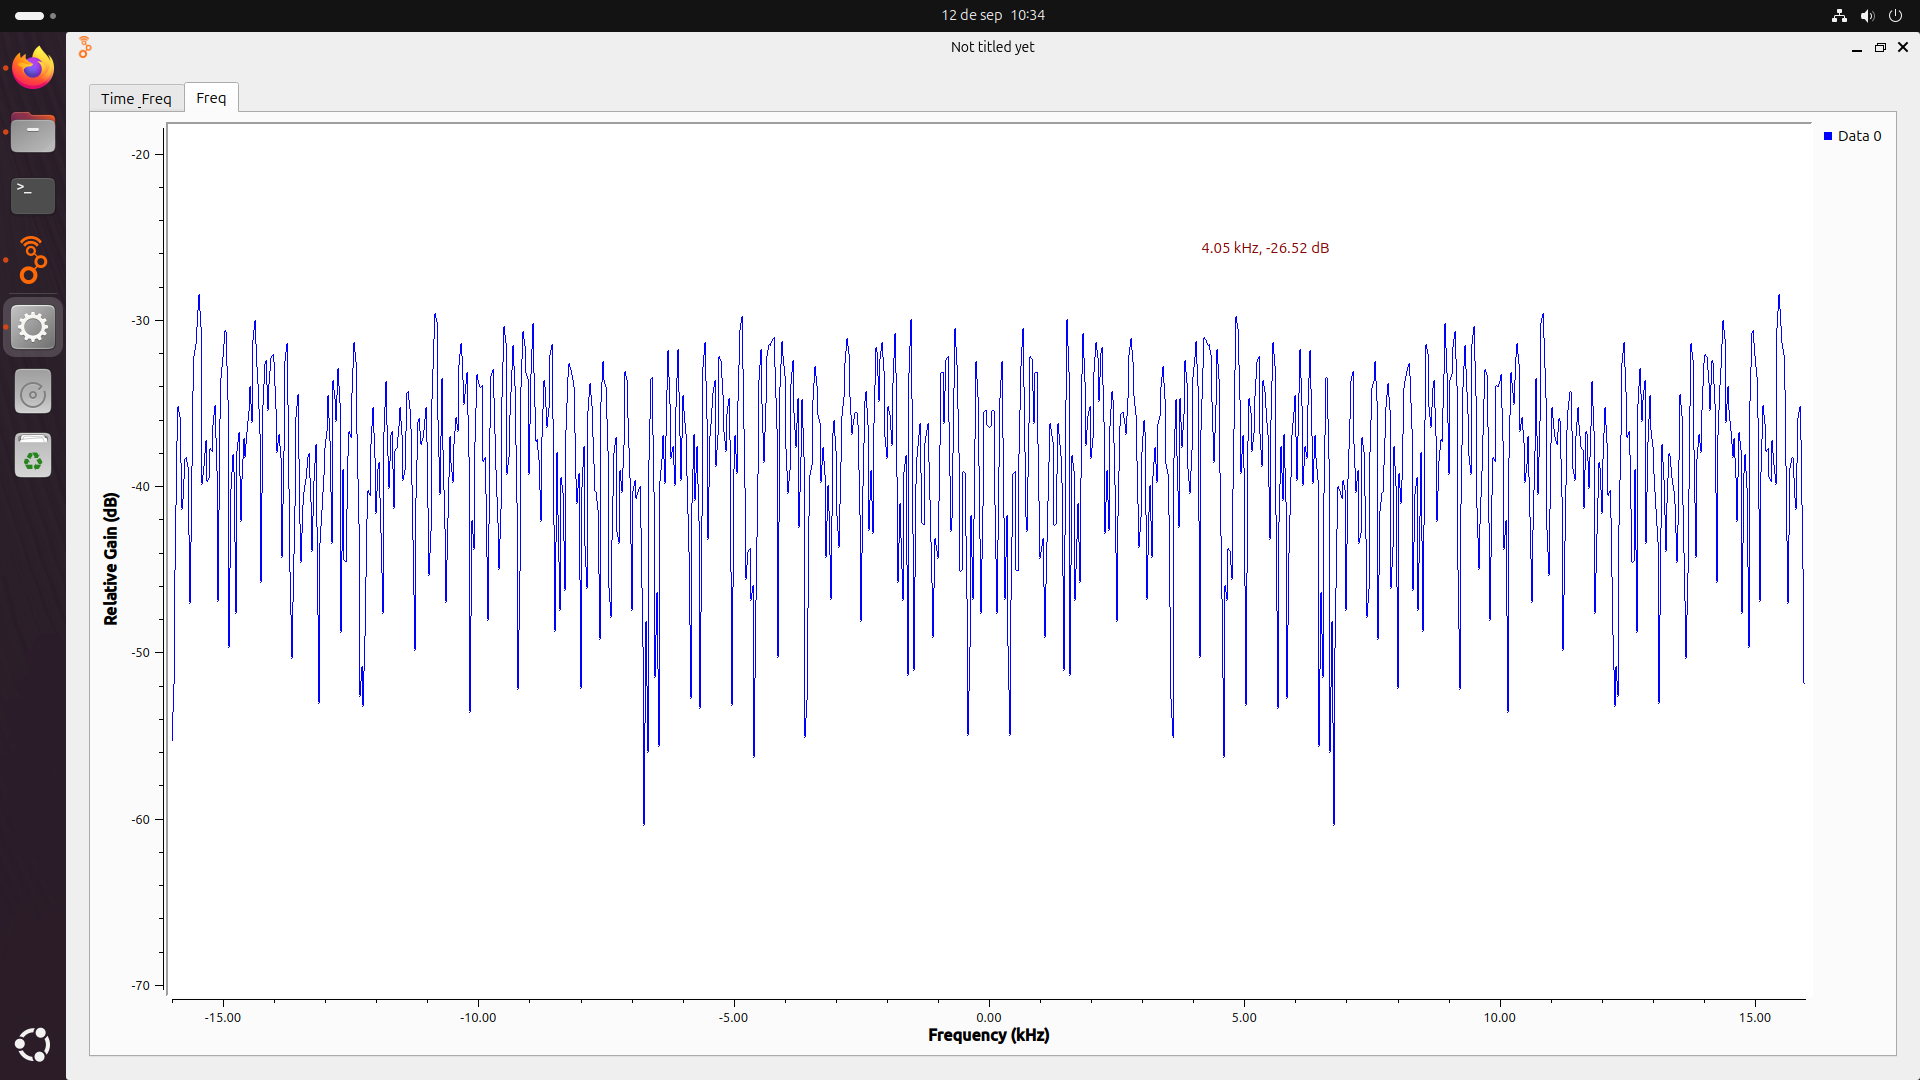 12 de sep 10:34
Not titled yet
Time_Freq
Freq
Data 0
4.05 kHz, -26.52 dB
-20
-30
-40
-50
-60
-70
Relative Gain (dB)
-15.00 -10.00 -5.00 0.00 5.00 10.00 15.00
Frequency (kHz)
>_